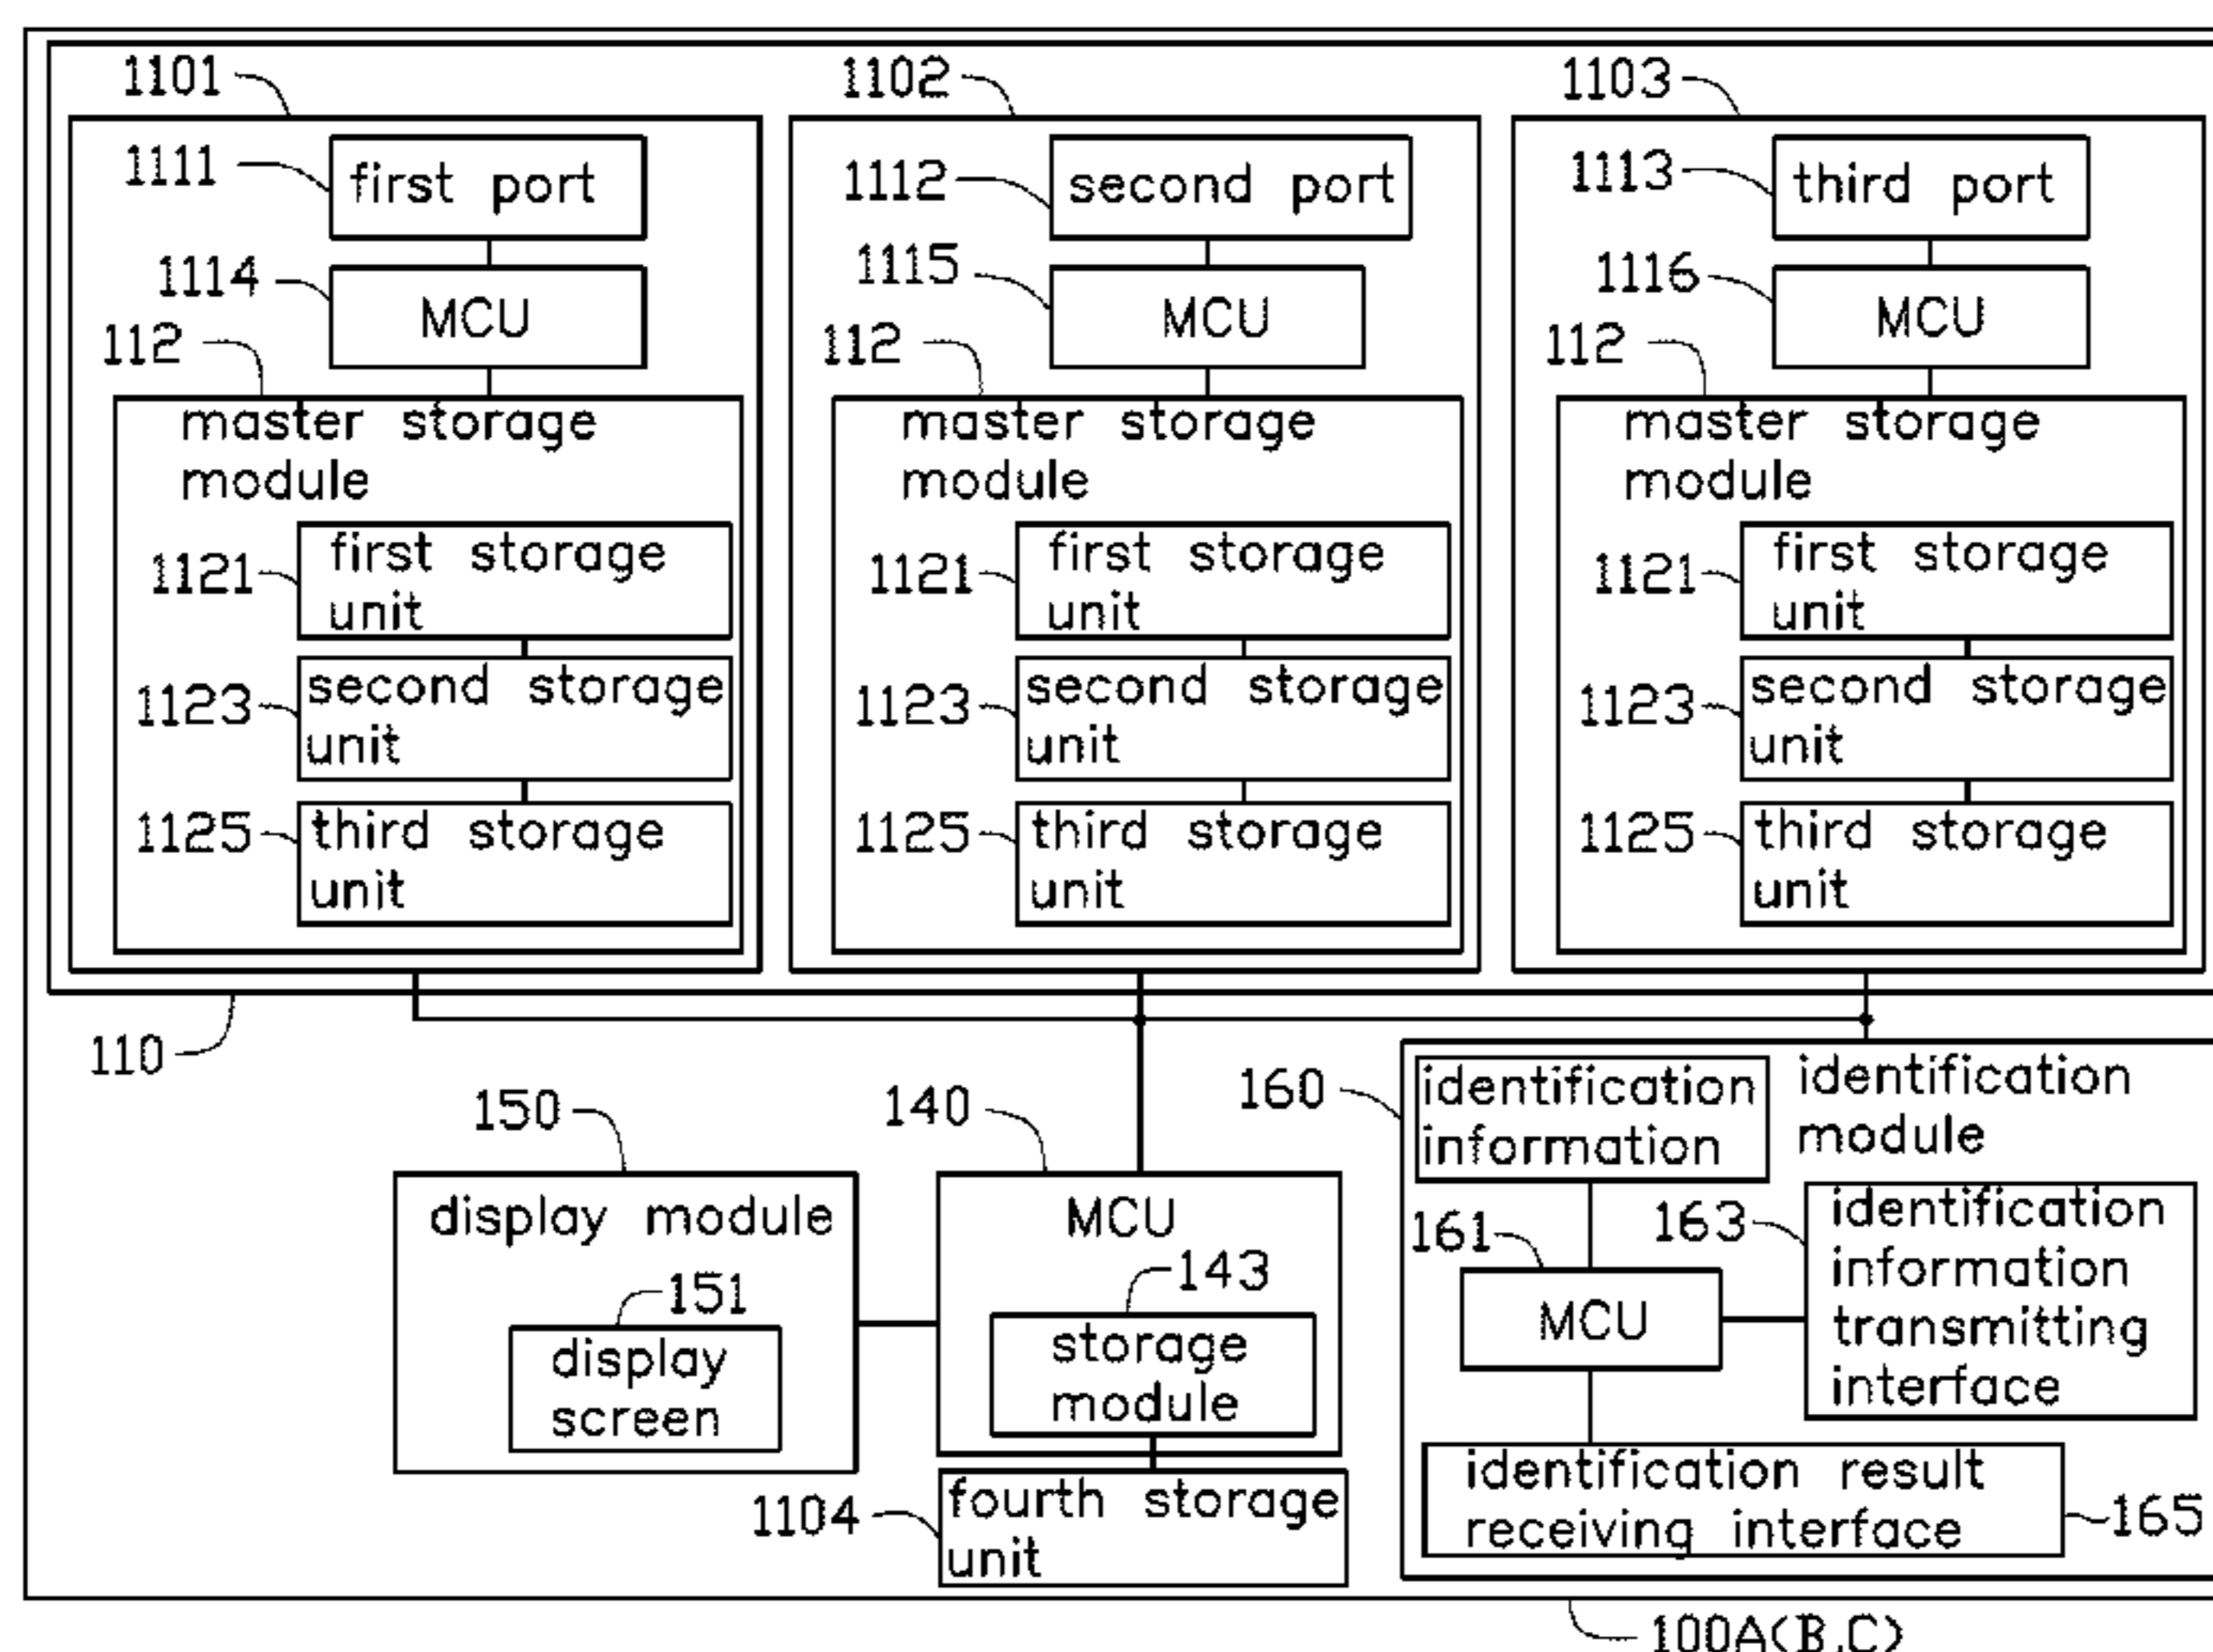 1101
1111
first port
1114
MCU
112
master storage
module
1121
first storage
unit
1123
second storage
unit
1125
third storage
unit
1102
1112
second port
1115
MCU
112
master storage
module
1121
first storage
unit
1123
second storage
unit
1125
third storage
unit
1103
1113
third port
1116
MCU
112
master storage
module
1121
first storage
unit
1123
second storage
unit
1125
third storage
unit
110
150
display module
151
display
screen
140
MCU
143
storage
module
1104
fourth storage
unit
160
identification
information
identification
module
161
MCU
163
identification
information
transmitting
interface
identification result
receiving interface
165
100A(B,C)